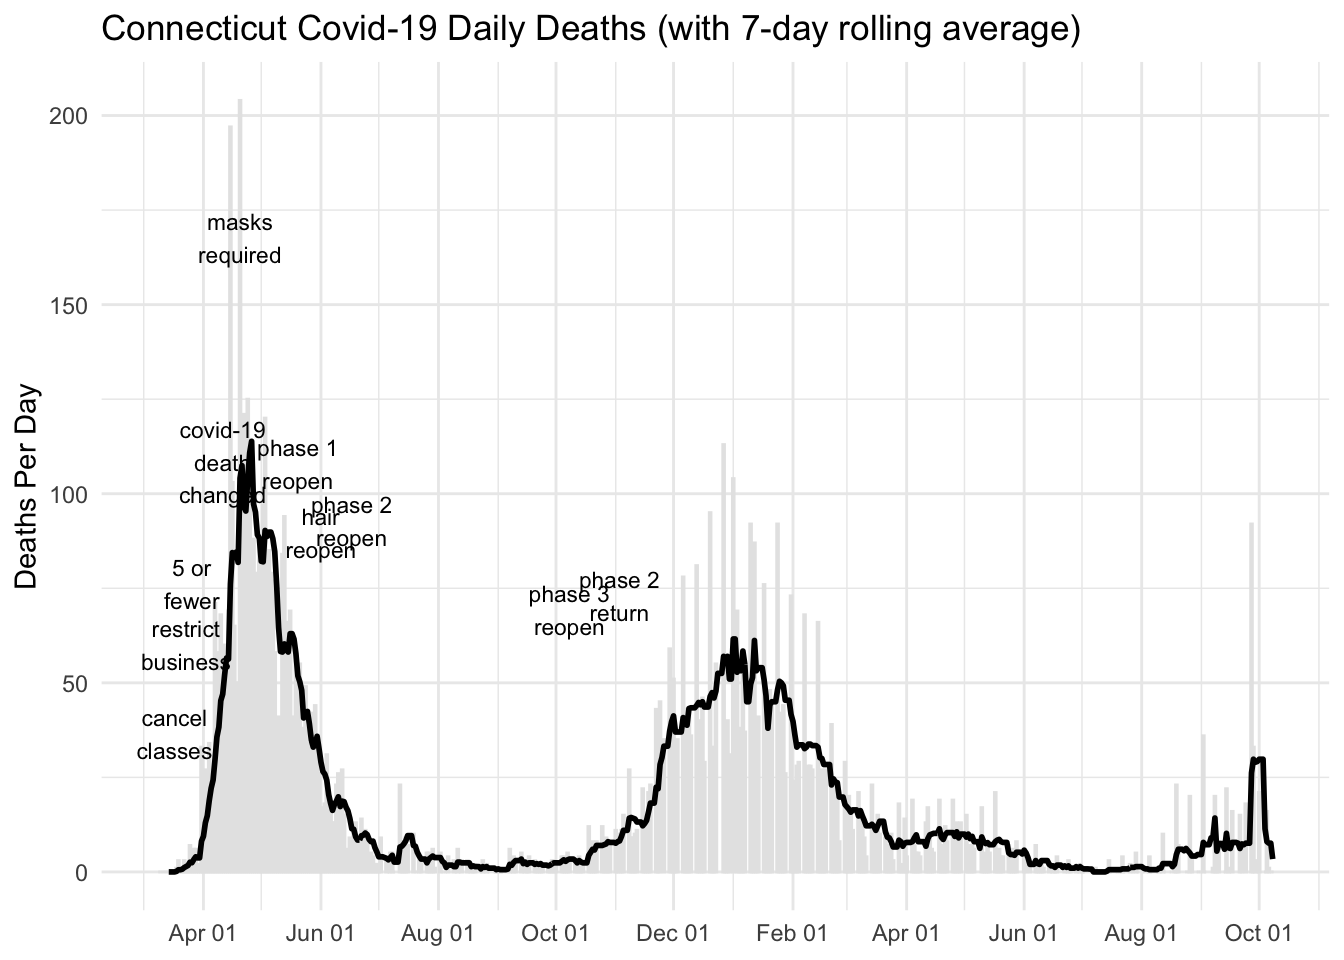 Connecticut Covid-19 Daily Deaths (with 7-day rolling average)
Deaths Per Day
200
150
100
50
0
masks
required
covid-19
death
changed
phase 1
reopen
hair
reopen
phase 2
reopen
5 or
fewer
restrict
business
cancel
classes
phase 3
reopen
phase 2
return
Apr 01
Jun 01
Aug 01
Oct 01
Dec 01
Feb 01
Apr 01
Jun 01
Aug 01
Oct 01